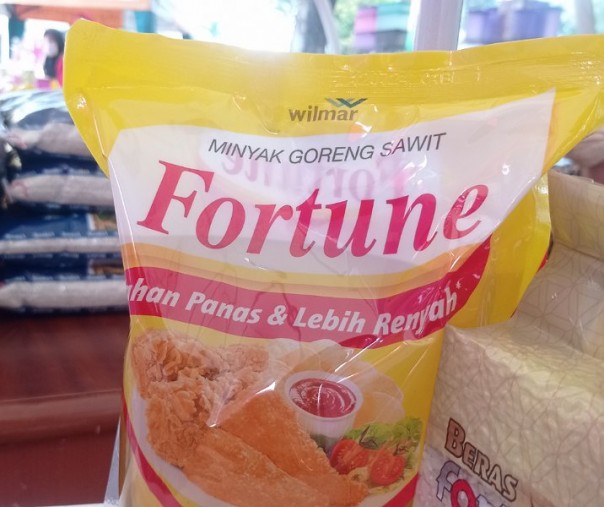 wilmar
MINYAK GORENG SAWIT
Fortune
Panas & Lebih Renyah
BERAS